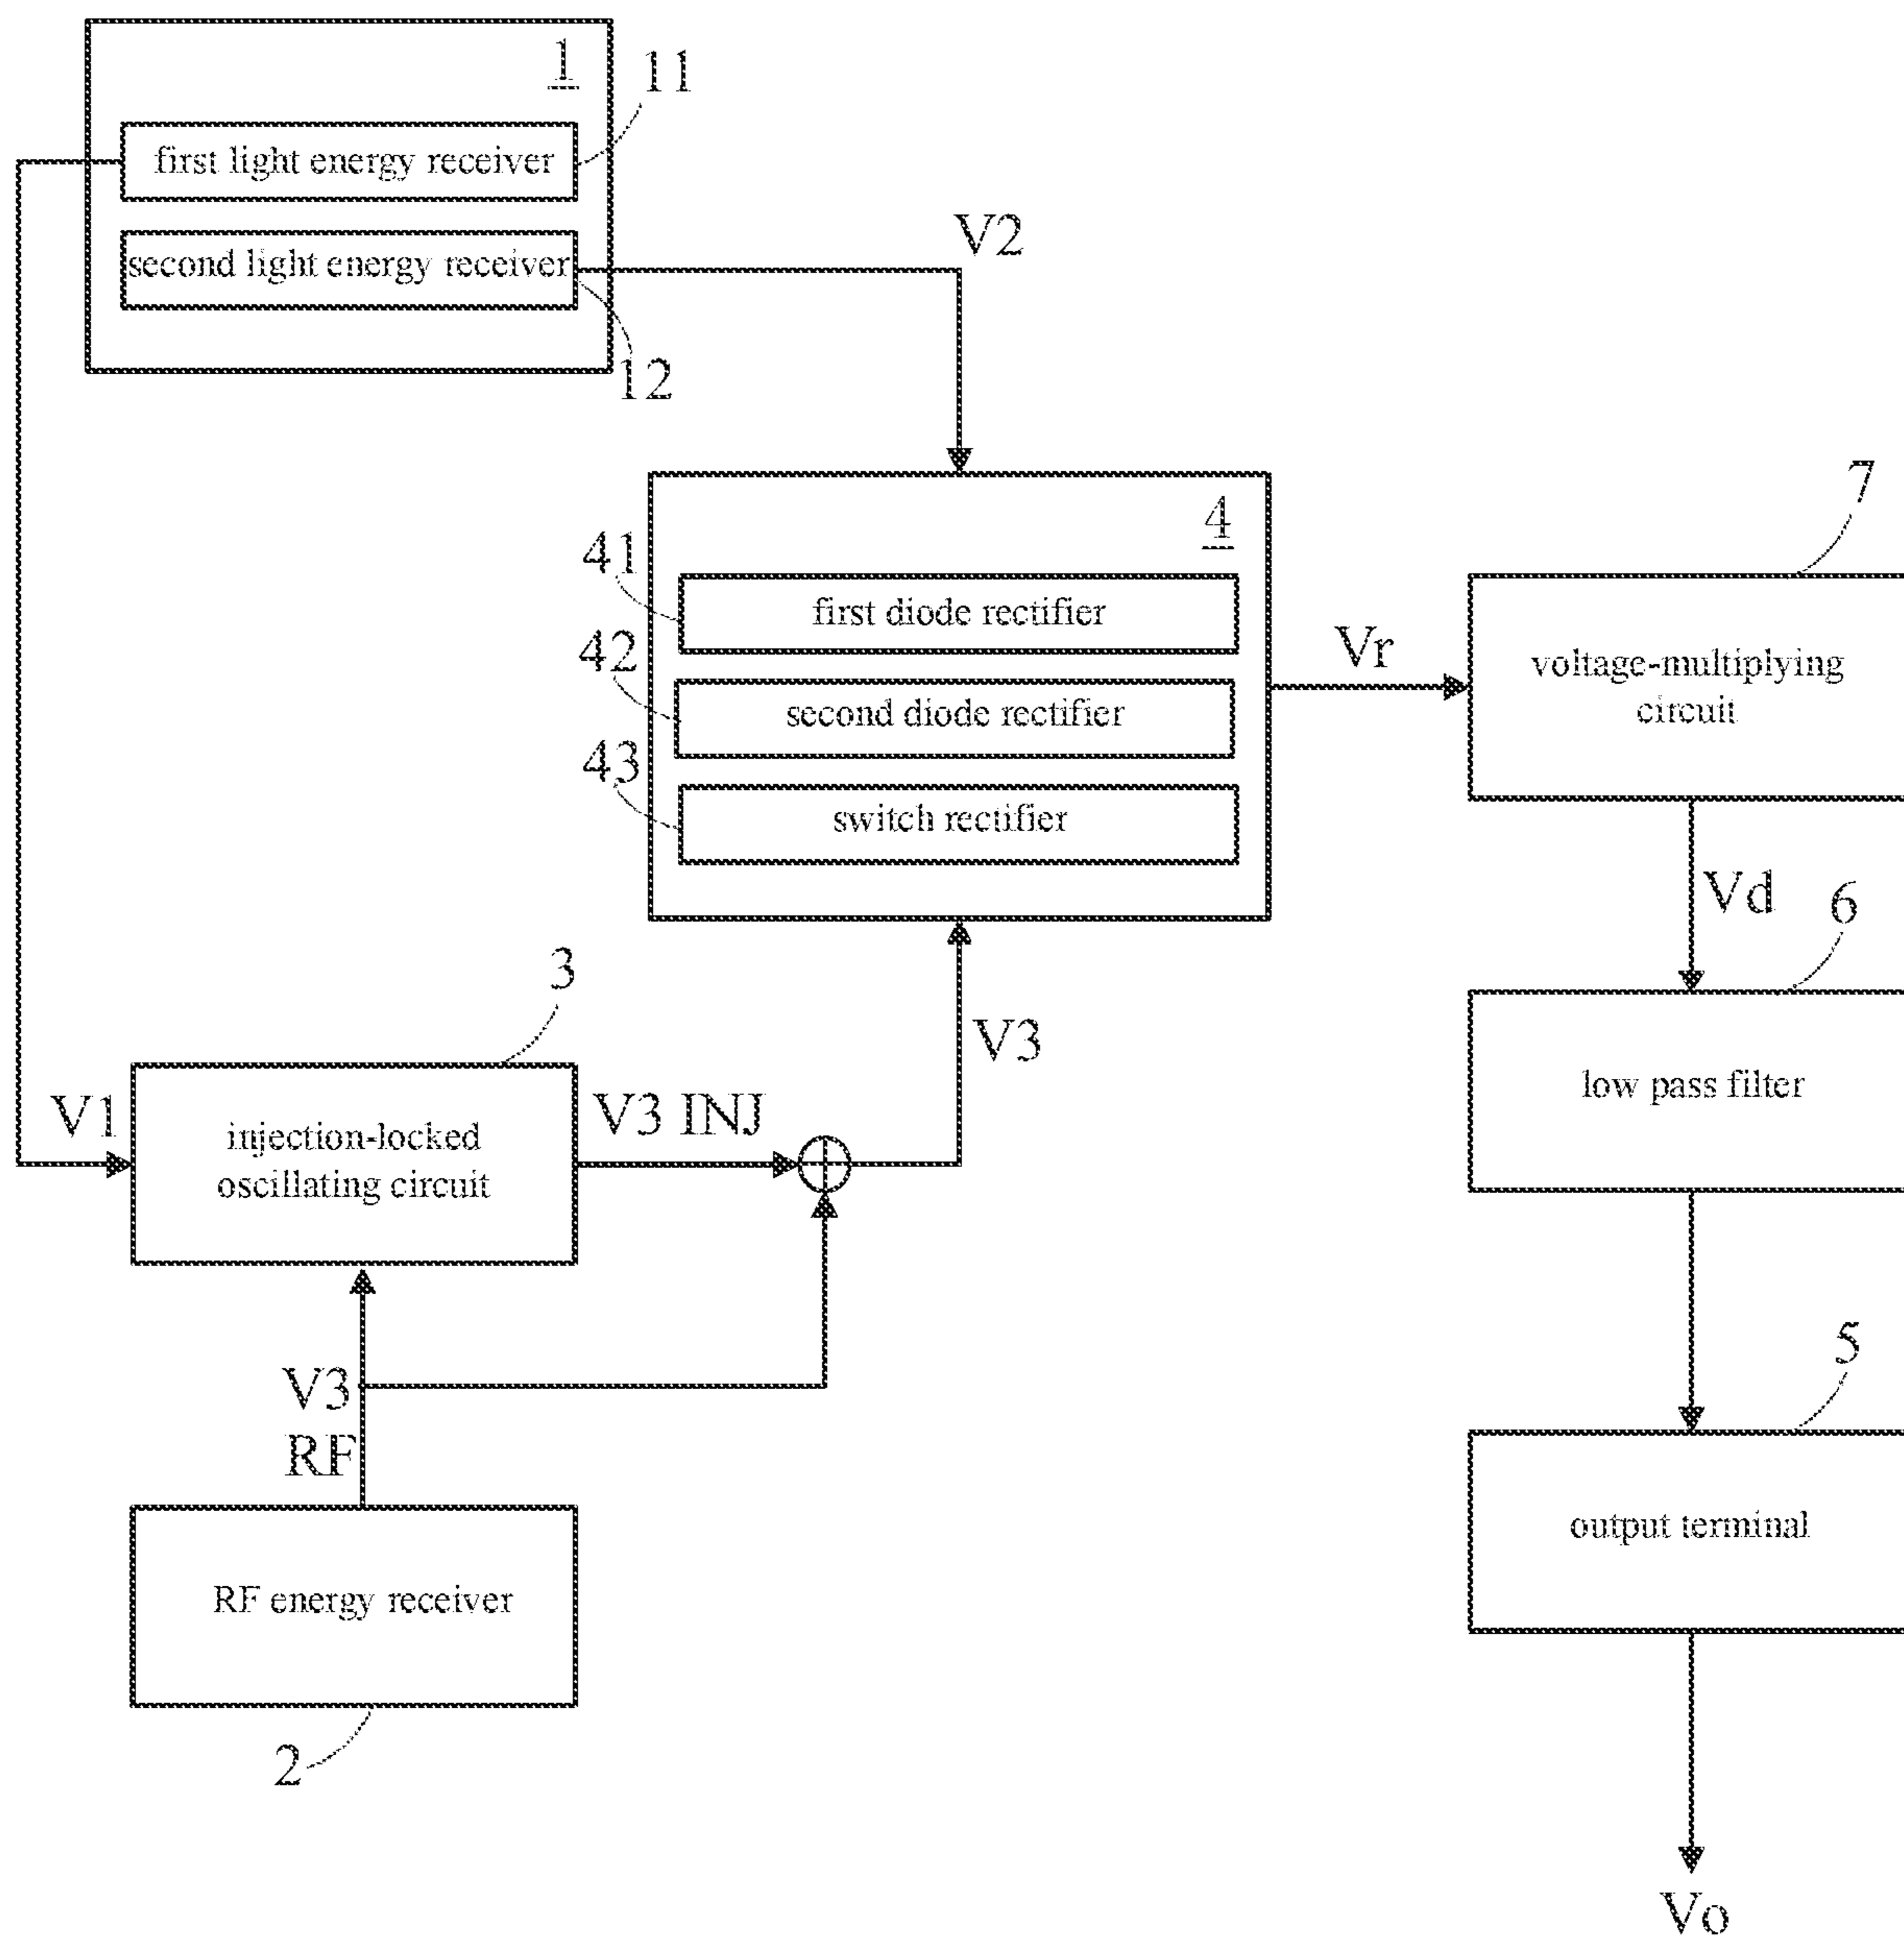 1
11
first light energy receiver
second light energy receiver
12
V2
4
41
first diode rectifier
42
second diode rectifier
43
switch rectifier
Vr
7
voltage-multiplying
circuit
Vd
6
low pass filter
3
V1
injection-locked
oscillating circuit
V3 INJ
V3
V3
RF
RF energy receiver
2
5
output terminal
Vo